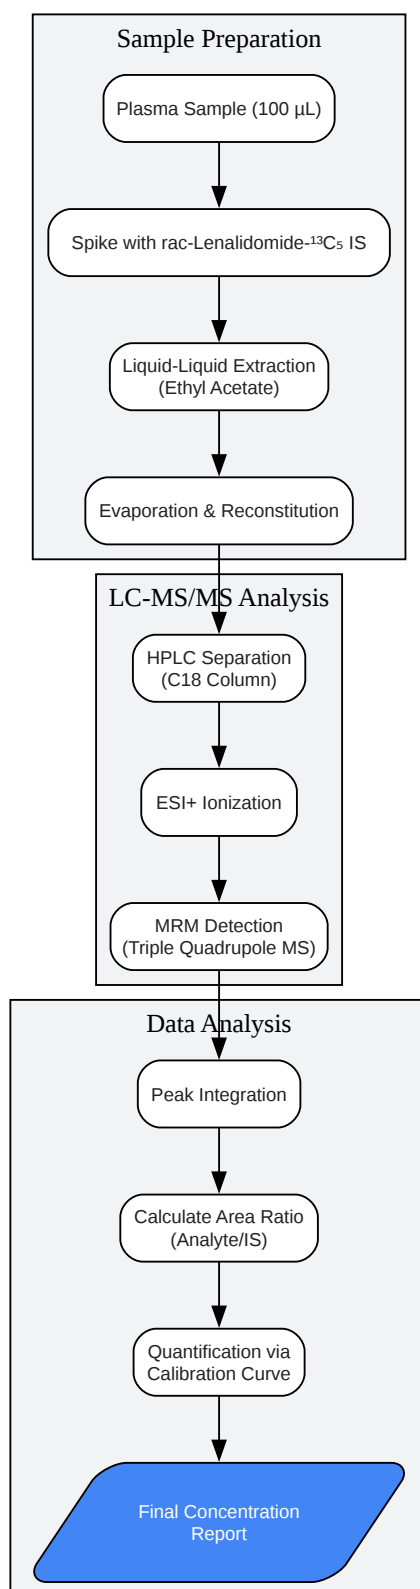 Sample Preparation
Plasma Sample (100 µL)
Spike with rac-Lenalidomide-¹³C₅ IS
Liquid-Liquid Extraction
(Ethyl Acetate)
Evaporation & Reconstitution
LC-MS/MS Analysis
HPLC Separation
(C18 Column)
ESI+ Ionization
MRM Detection
(Triple Quadrupole MS)
Data Analysis
Peak Integration
Calculate Area Ratio
(Analyte/IS)
Quantification via
Calibration Curve
Final Concentration
Report